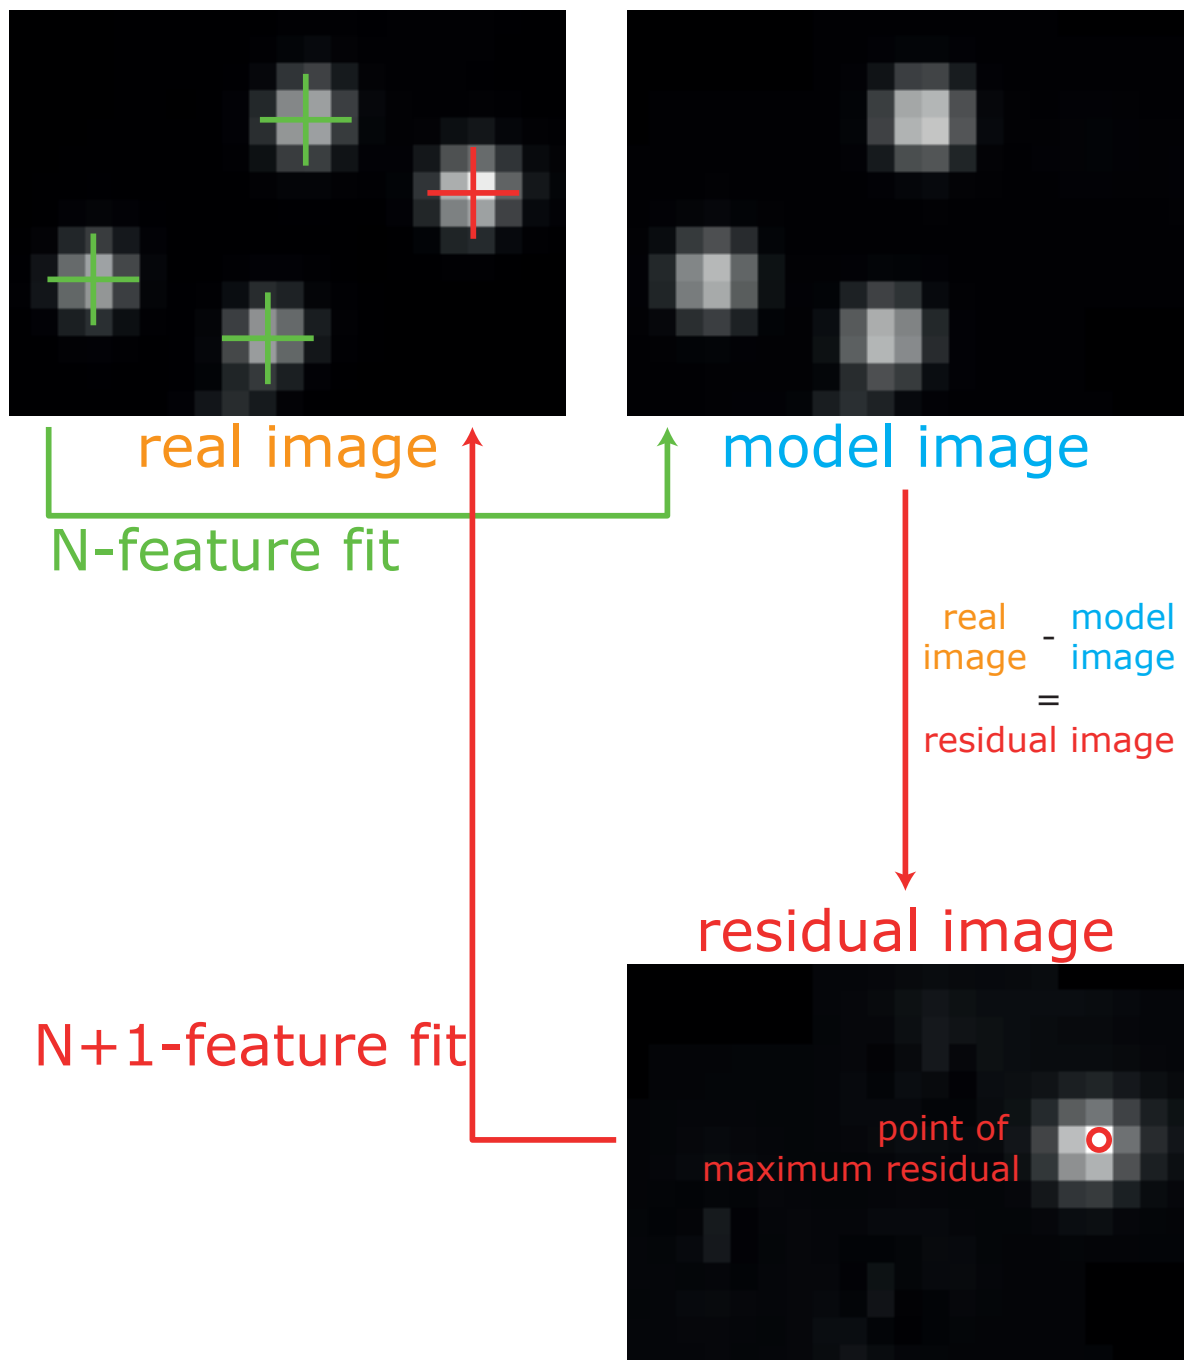 real image
model image
N-feature fit
real
image
-
model
image
=
residual image
residual image
N+1-feature fit
point of
maximum residual